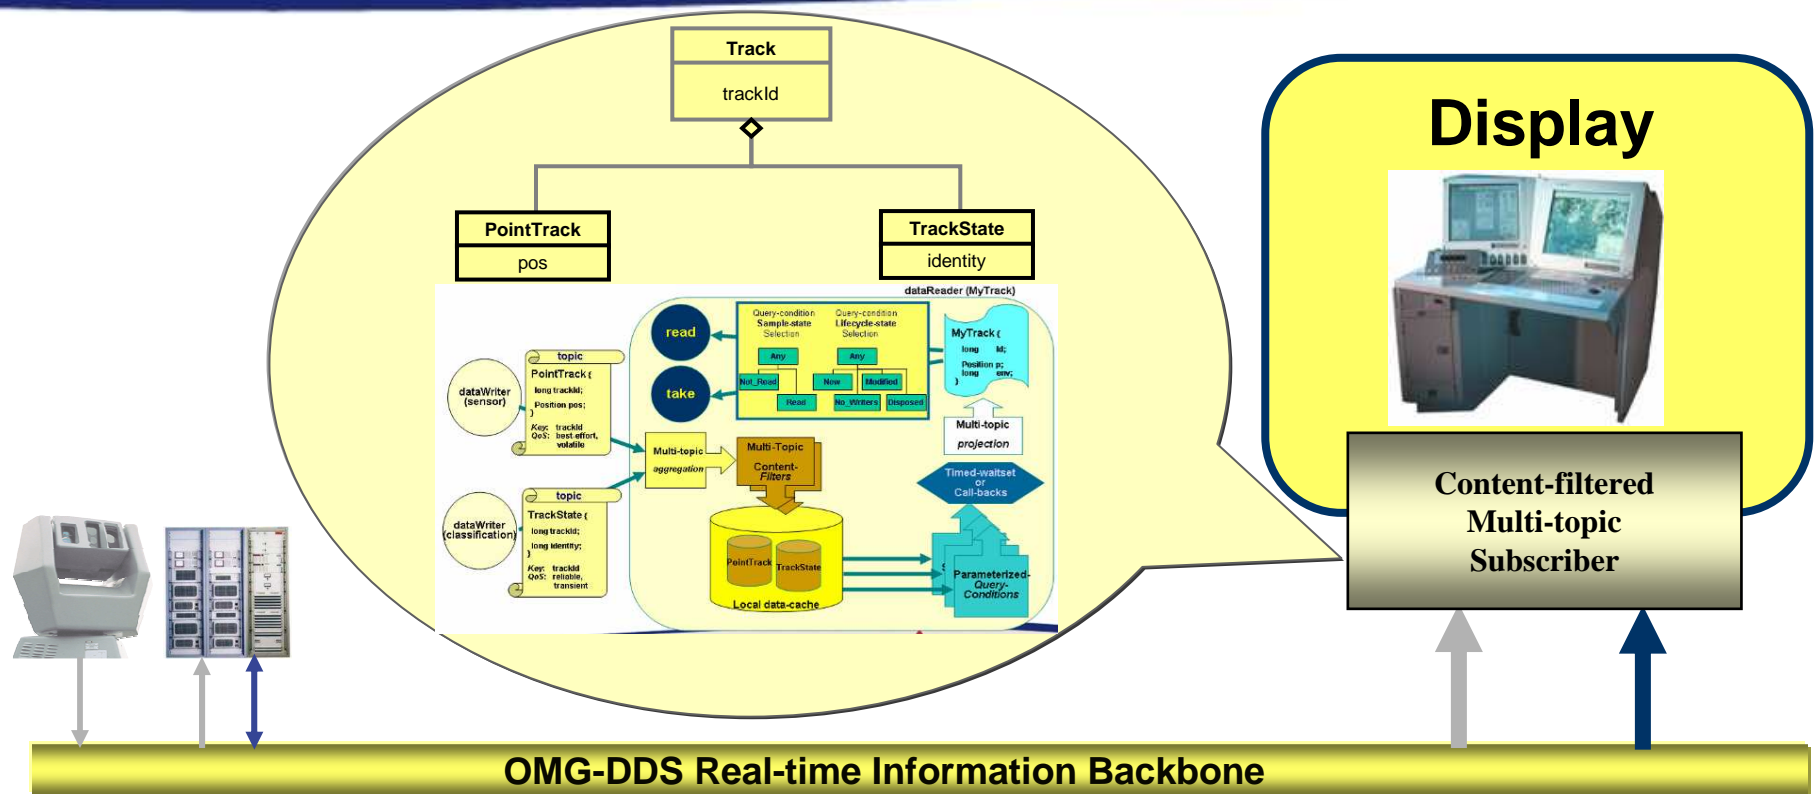 Track
trackId
PointTrack
pos
TrackState
identity
dataReader (MyTrack)
read
take
Query-condition
Sample-state
Selection
Any
Not_Read
Read
Query-condition
Lifecycle-state
Selection
Any
New
Modified
No_Writers
Disposed
MyTrack {
long Id;
Position p;
long env;
}
Multi-topic
projection
dataWriter
(sensor)
topic
PointTrack {
long trackId;
Position pos;
}
Key: trackId
QoS: best-effort,
volatile
Multi-topic
aggregation
Multi-Topic
Content-
Filters
Timed-waitset
or
Call-backs
dataWriter
(classification)
topic
TrackState {
long trackId;
long identity;
}
Key: trackId
QoS: reliable,
transient
PointTrack
TrackState
Local data-cache
S
Parameterized-
Query-
Conditions
Display
Content-filtered
Multi-topic
Subscriber
OMG-DDS Real-time Information Backbone